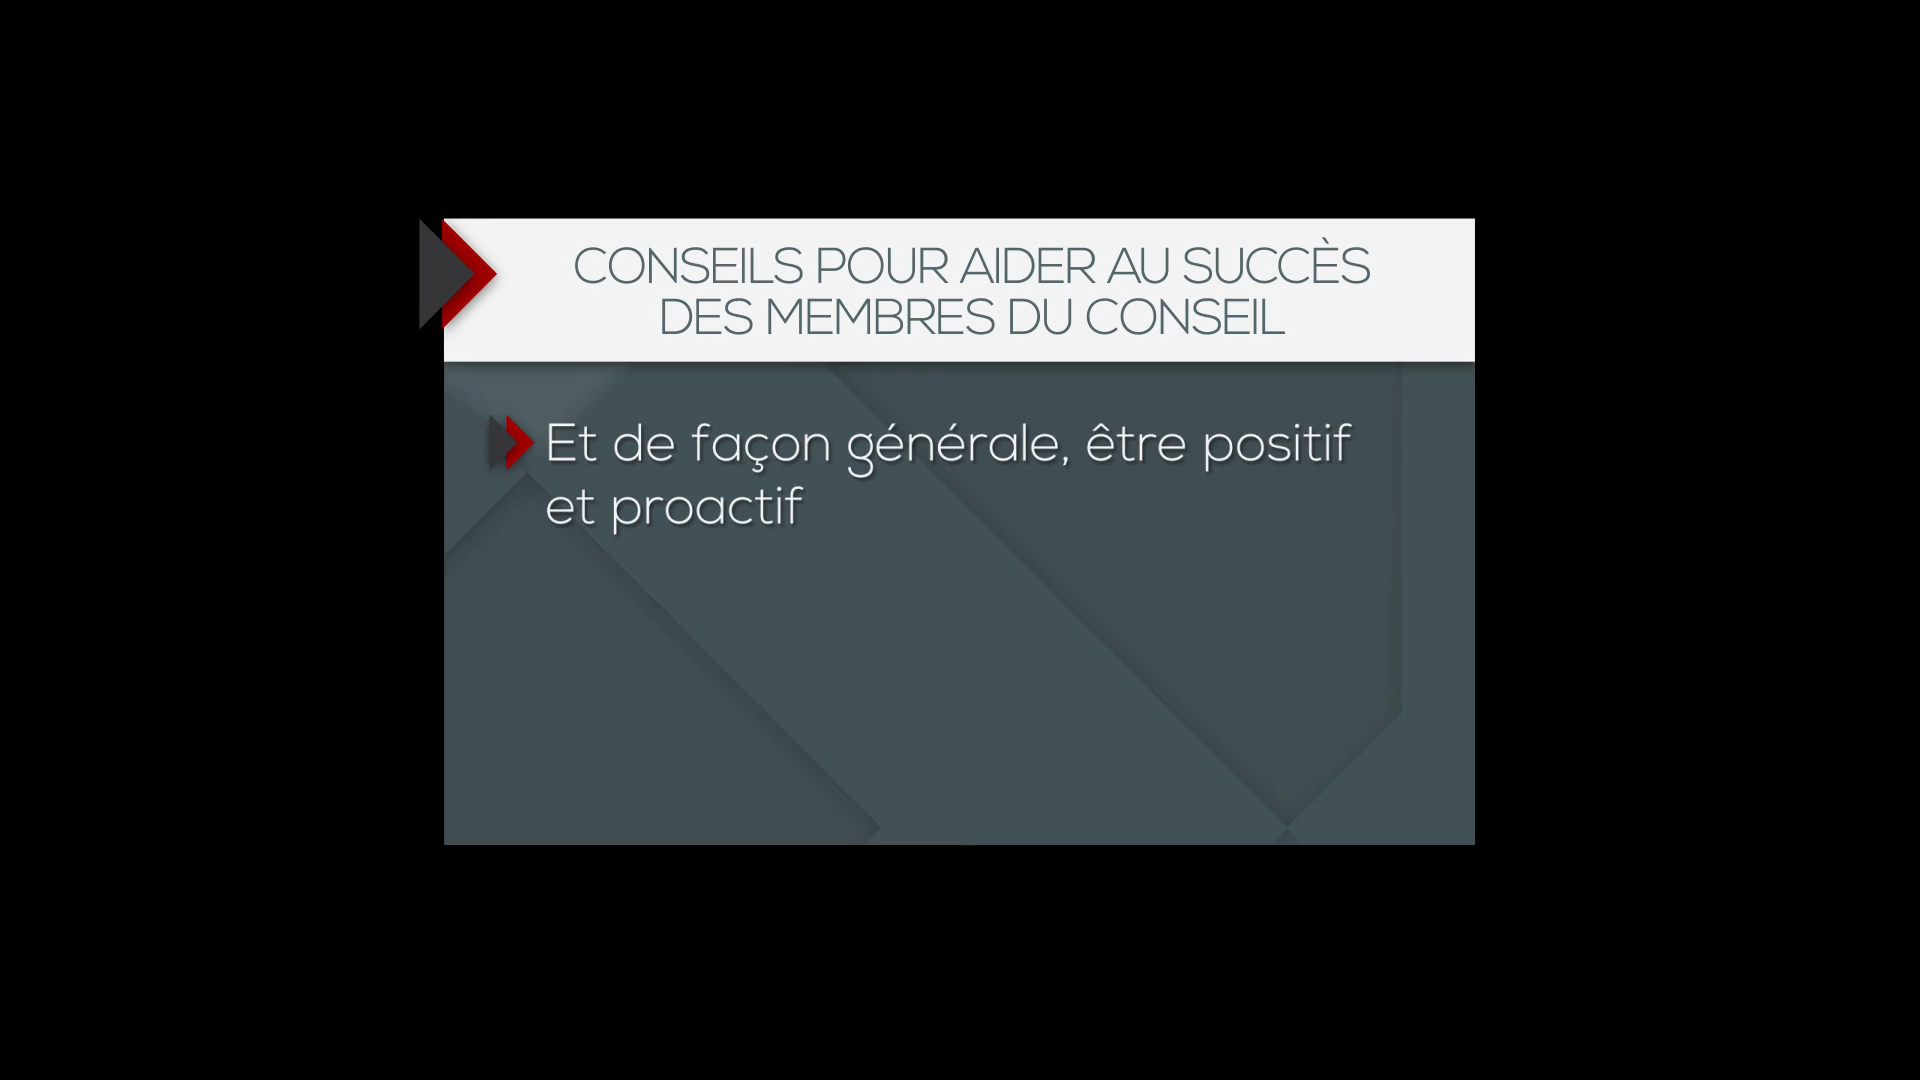 CONSEILS POUR AIDER AU SUCCÈS
DES MEMBRES DU CONSEIL
Et de façon générale, être positif
et proactif